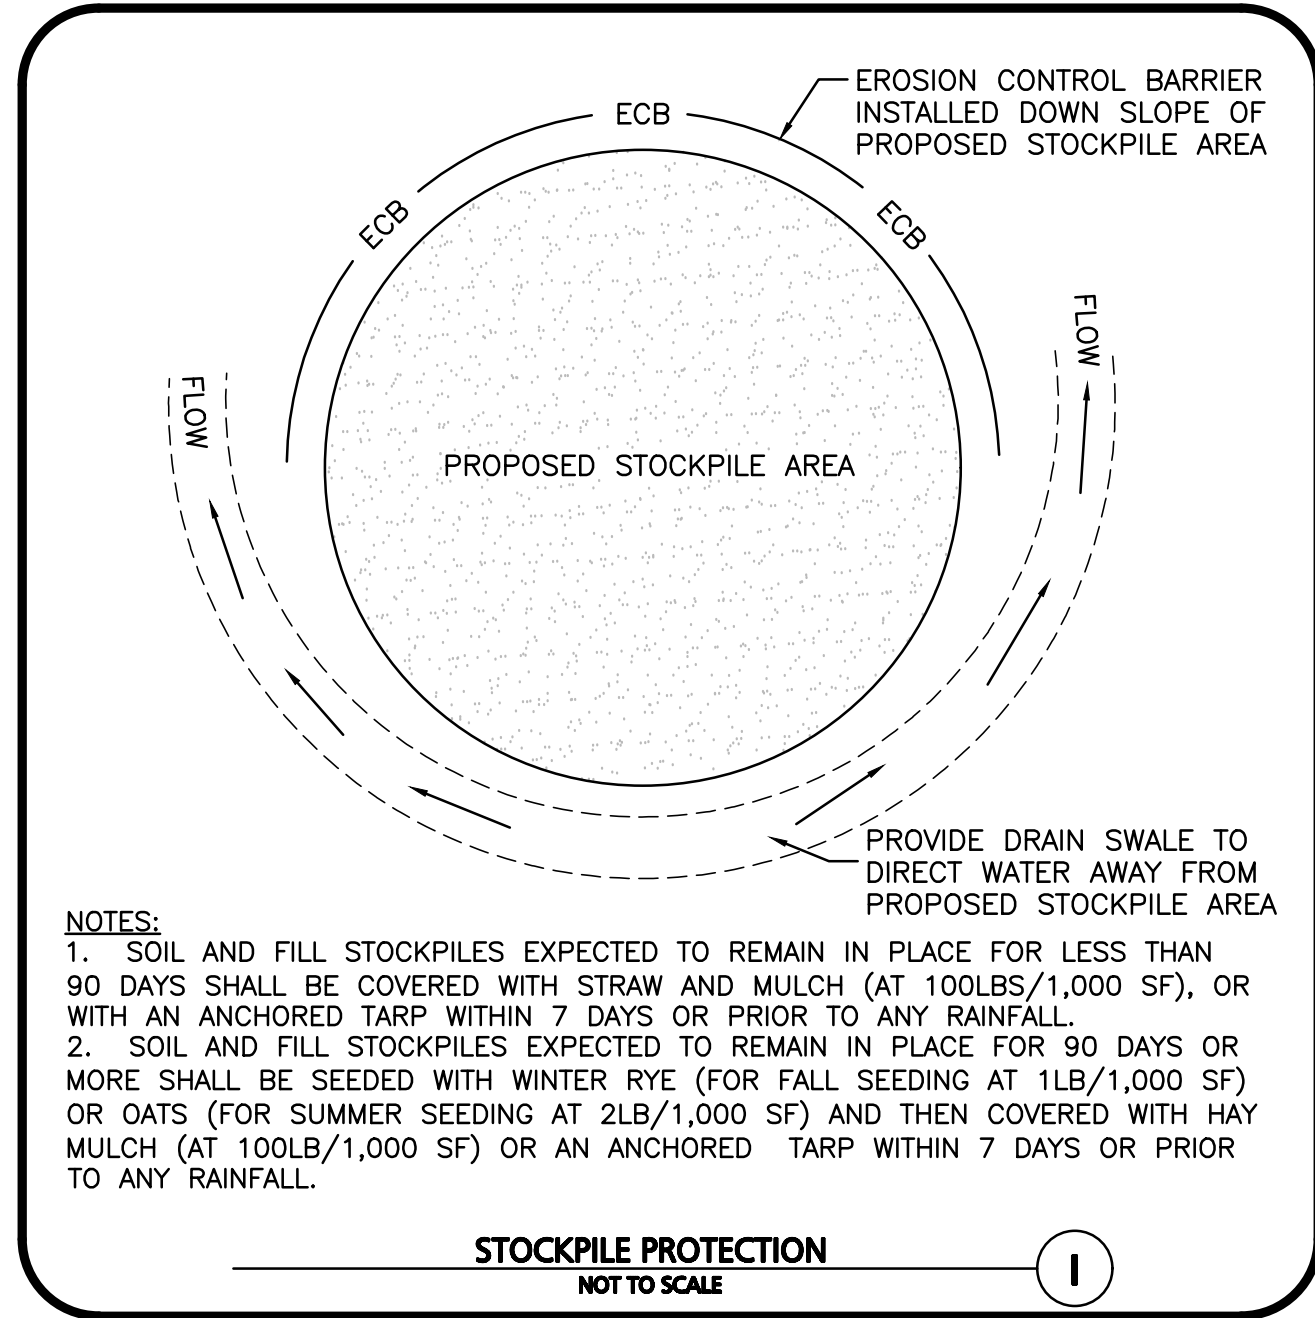 EROSION CONTROL BARRIER
INSTALLED DOWN SLOPE OF
PROPOSED STOCKPILE AREA
ECB
ECB
ECB
FLOW
FLOW
PROPOSED STOCKPILE AREA
PROVIDE DRAIN SWALE TO
DIRECT WATER AWAY FROM
PROPOSED STOCKPILE AREA
NOTES:
1. SOIL AND FILL STOCKPILES EXPECTED TO REMAIN IN PLACE FOR LESS THAN
90 DAYS SHALL BE COVERED WITH STRAW AND MULCH (AT 100LBS/1,000 SF), OR
WITH AN ANCHORED TARP WITHIN 7 DAYS OR PRIOR TO ANY RAINFALL.
2. SOIL AND FILL STOCKPILES EXPECTED TO REMAIN IN PLACE FOR 90 DAYS OR
MORE SHALL BE SEEDED WITH WINTER RYE (FOR FALL SEEDING AT 1LB/1,000 SF)
OR OATS (FOR SUMMER SEEDING AT 2LB/1,000 SF) AND THEN COVERED WITH HAY
MULCH (AT 100LB/1,000 SF) OR AN ANCHORED TARP WITHIN 7 DAYS OR PRIOR
TO ANY RAINFALL.
STOCKPILE PROTECTION
NOT TO SCALE
I